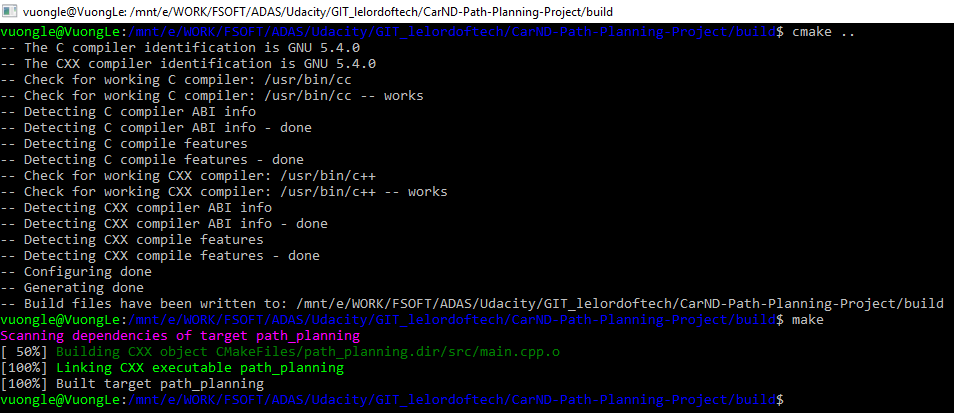 vuongle@VuongLe: /mnt/e/WORK/FSOFT/ADAS/Udacity/GIT_lelordoftech/CarND-Path-Planning-Project/build
vuongle@VuongLe:/mnt/e/WORK/FSOFT/ADAS/Udacity/GIT_lelordoftech/CarND-Path-Planning-Project/build$ cmake ..
-- The C compiler identification is GNU 5.4.0
-- The CXX compiler identification is GNU 5.4.0
-- Check for working C compiler: /usr/bin/cc
-- Check for working C compiler: /usr/bin/cc -- works
-- Detecting C compiler ABI info
-- Detecting C compiler ABI info - done
-- Detecting C compile features
-- Detecting C compile features - done
-- Check for working CXX compiler: /usr/bin/c++
-- Check for working CXX compiler: /usr/bin/c++ -- works
-- Detecting CXX compiler ABI info
-- Detecting CXX compiler ABI info - done
-- Detecting CXX compile features
-- Detecting CXX compile features - done
-- Configuring done
-- Generating done
-- Build files have been written to: /mnt/e/WORK/FSOFT/ADAS/Udacity/GIT_lelordoftech/CarND-Path-Planning-Project/build
vuongle@VuongLe:/mnt/e/WORK/FSOFT/ADAS/Udacity/GIT_lelordoftech/CarND-Path-Planning-Project/build$ make
Scanning dependencies of target path_planning
[ 50%] Building CXX object CMakeFiles/path_planning.dir/src/main.cpp.o
[100%] Linking CXX executable path_planning
[100%] Built target path_planning
vuongle@VuongLe:/mnt/e/WORK/FSOFT/ADAS/Udacity/GIT_lelordoftech/CarND-Path-Planning-Project/build$